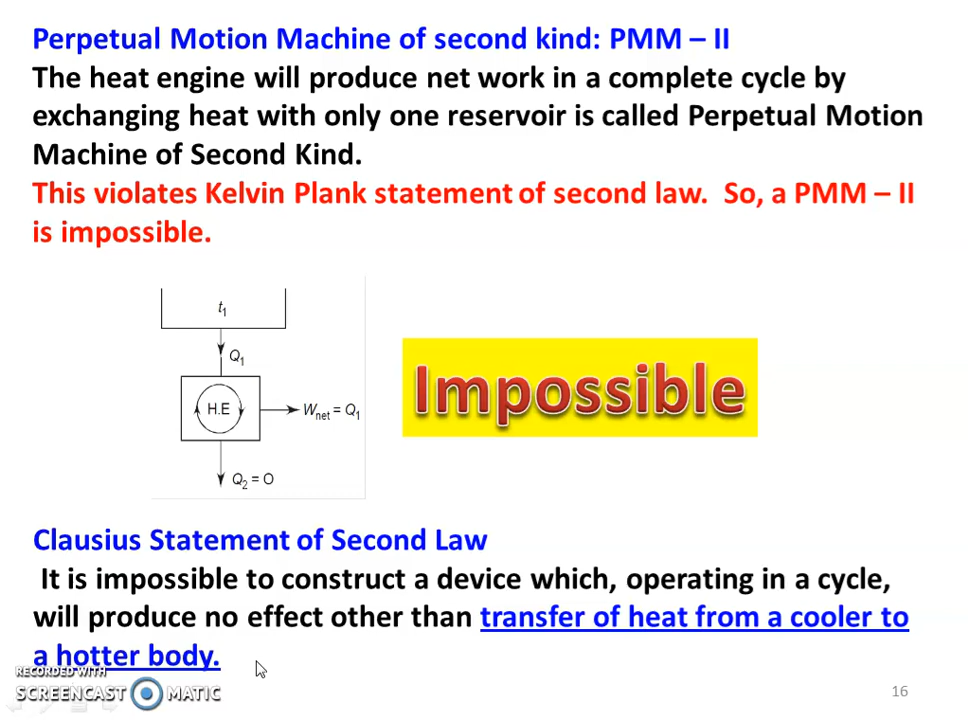 Perpetual Motion Machine of second kind: PMM – II
The heat engine will produce net work in a complete cycle by
exchanging heat with only one reservoir is called Perpetual Motion
Machine of Second Kind.
This violates Kelvin Plank statement of second law. So, a PMM – II
is impossible.
t1
Q1
H.E
Wnet = Q1
Q2 = O
Impossible
Clausius Statement of Second Law
It is impossible to construct a device which, operating in a cycle,
will produce no effect other than transfer of heat from a cooler to
a hotter body.
RECORDED WITH
SCREENCAST MATIC
16